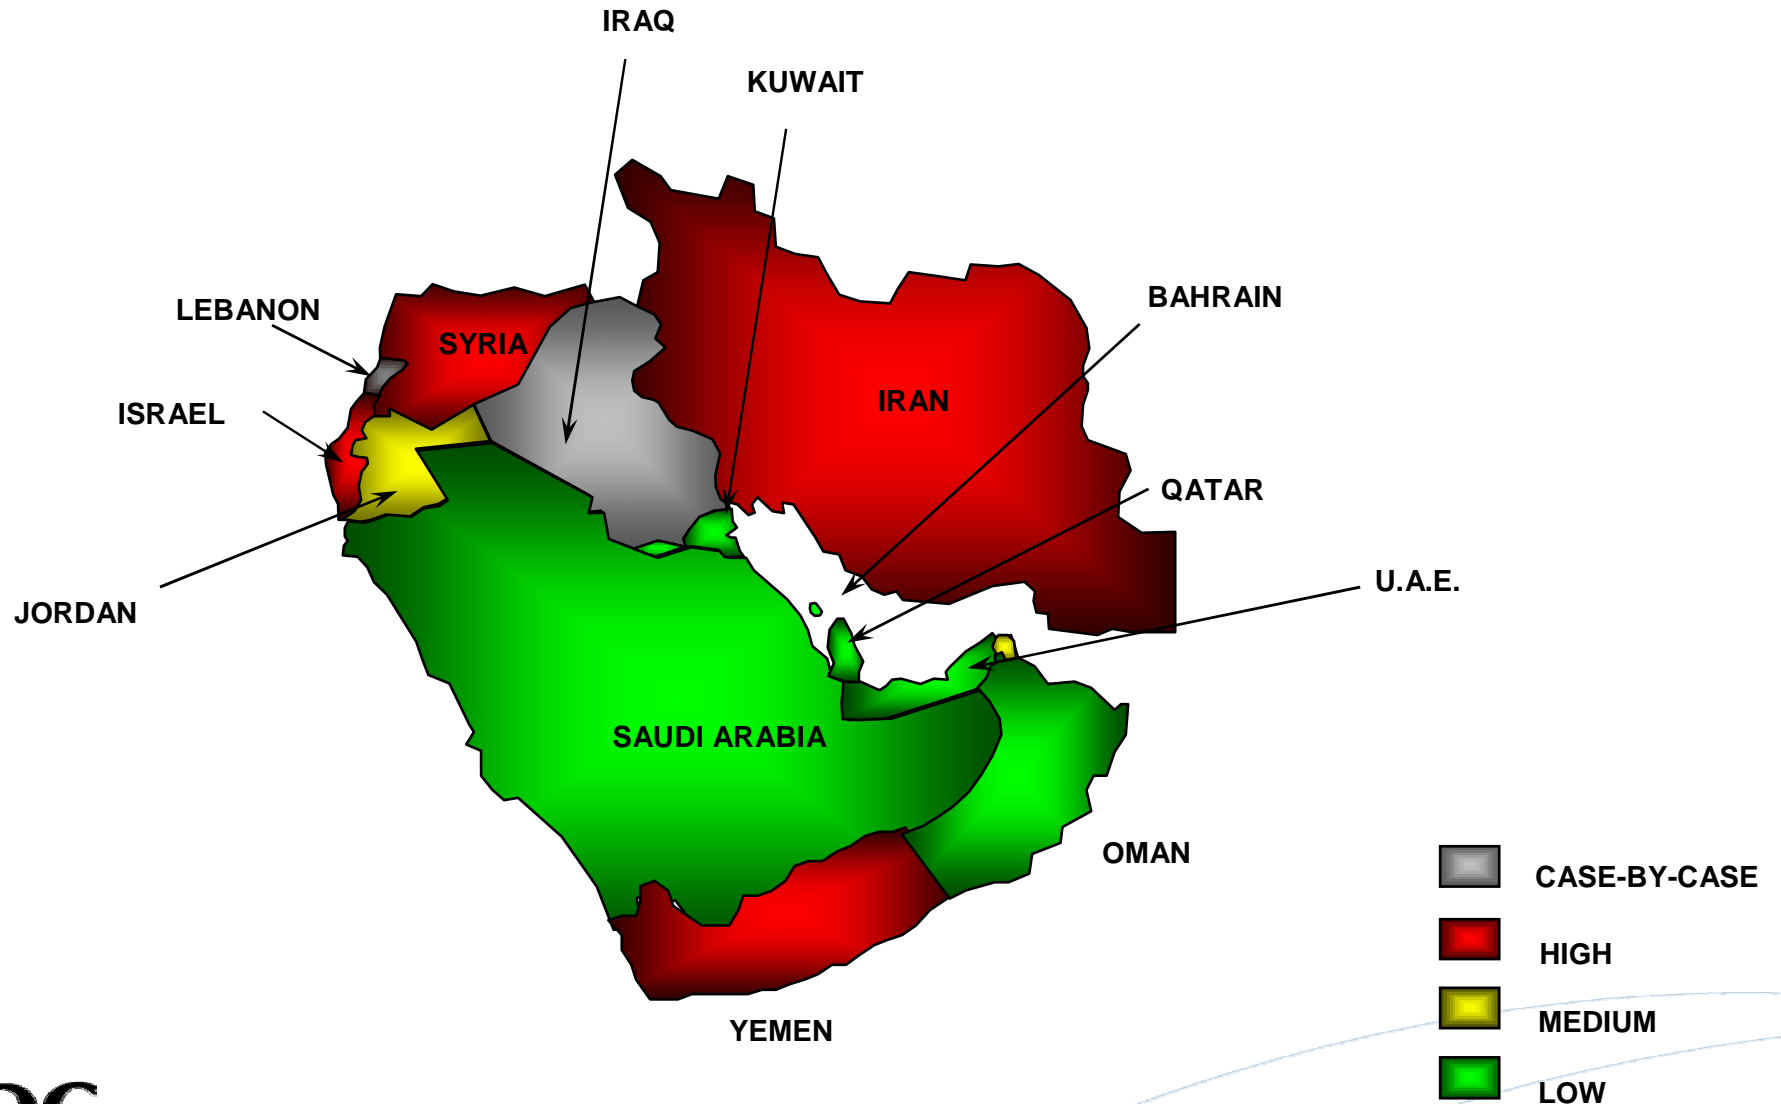 IRAQ
KUWAIT
BAHRAIN
LEBANON
SYRIA
IRAN
ISRAEL
QATAR
U.A.E.
JORDAN
SAUDI ARABIA
OMAN
CASE-BY-CASE
HIGH
MEDIUM
YEMEN
LOW